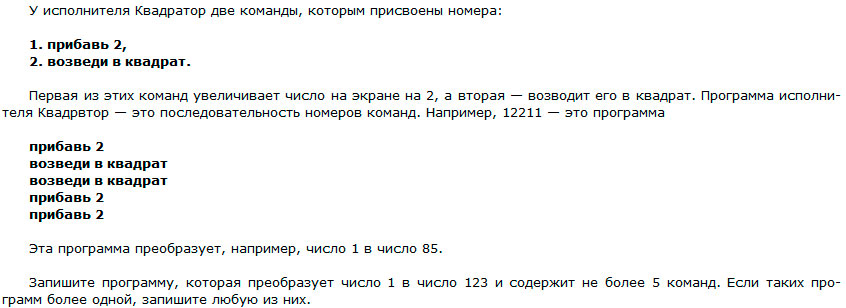 У исполнителя Квадратор две команды, которым присвоены номера:
1. прибавь 2,
2. возведи в квадрат.
Первая из этих команд увеличивает число на экране на 2, а вторая — возводит его в квадрат. Программа исполни-
теля Квадрвтор — это последовательность номеров команд. Например, 12211 — это программа
прибавь 2
возведи в квадрат
возведи в квадрат
прибавь 2
прибавь 2
Эта программа преобразует, например, число 1 в число 85.
Запишите программу, которая преобразует число 1 в число 123 и содержит не более 5 команд. Если таких про-
грамм более одной, запишите любую из них.